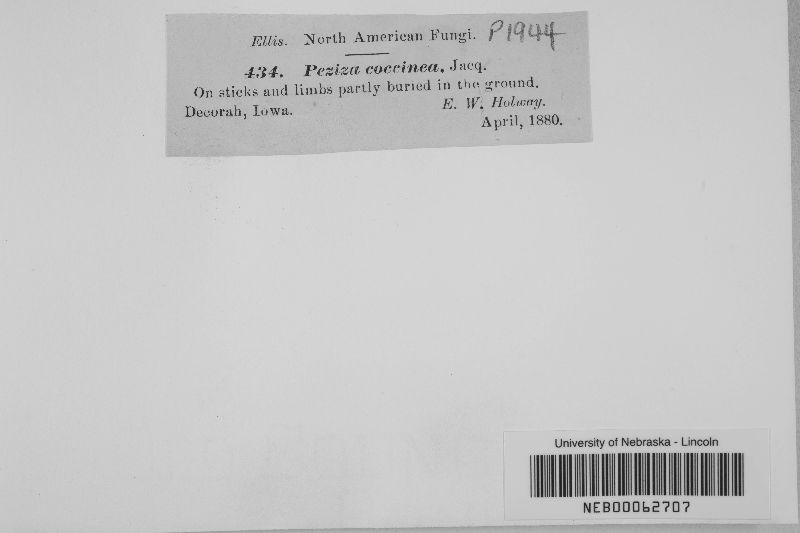 Ellis. North American Fungi. P1944
434. Peziza coccinea, Jacq.
On sticks and limbs partly buried in the ground.
Decorah, Iowa. E. W. Holway.
April, 1880.
University of Nebraska - Lincoln
NEB00062707